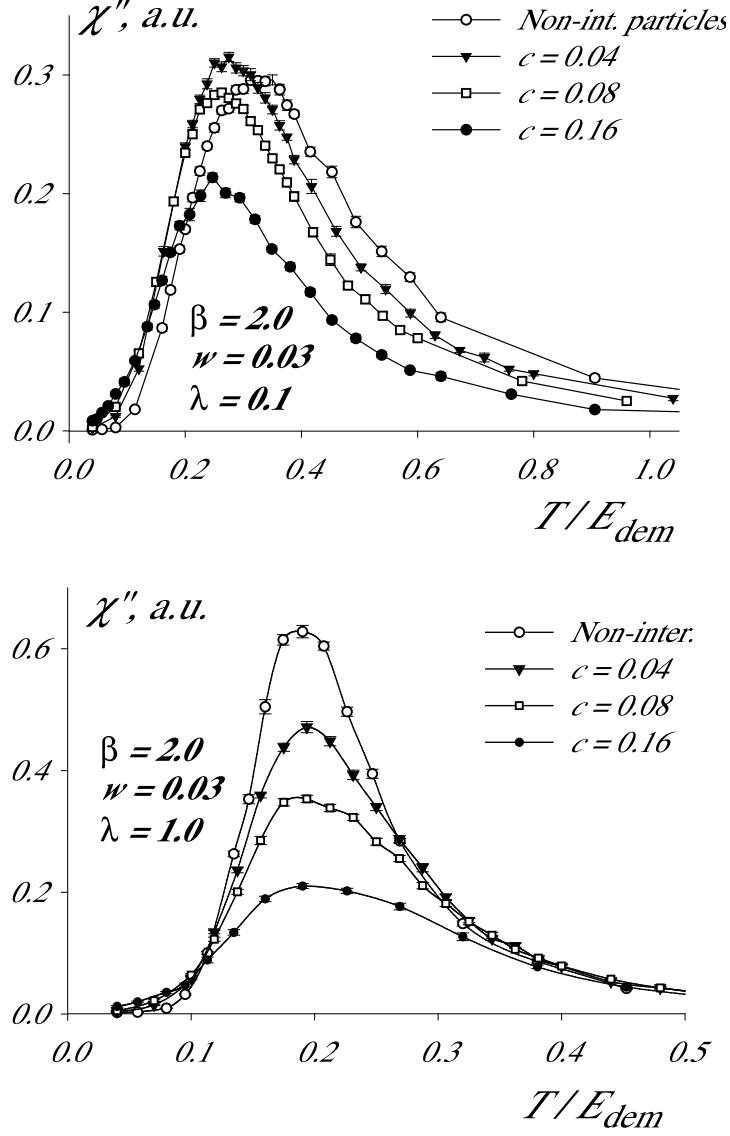 χ", a.u.
Non-int. particles
c = 0.04
c = 0.08
c = 0.16
0.3
0.2
0.1
0.0
β = 2.0
w = 0.03
λ = 0.1
0.0 0.2 0.4 0.6 0.8 1.0
T / E_dem
χ", a.u.
Non-inter.
c = 0.04
c = 0.08
c = 0.16
0.6
0.4
0.2
0.0
β = 2.0
w = 0.03
λ = 1.0
0.0 0.1 0.2 0.3 0.4 0.5
T / E_dem